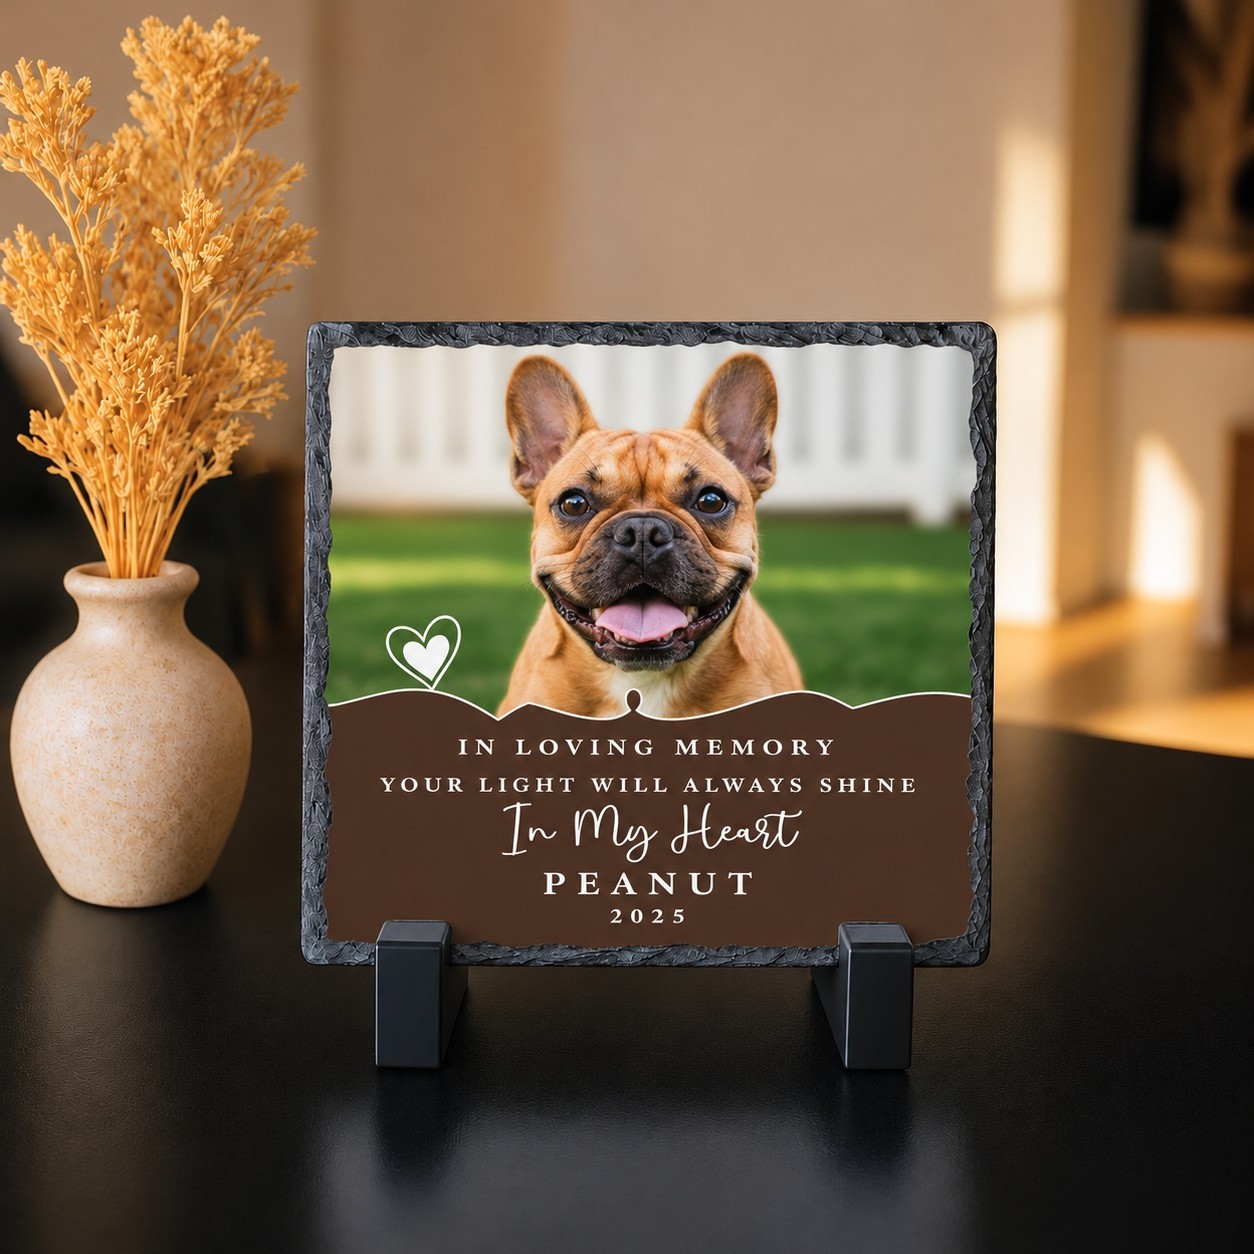 IN LOVING MEMORY
YOUR LIGHT WILL ALWAYS SHINE
In My Heart
PEANUT
2025